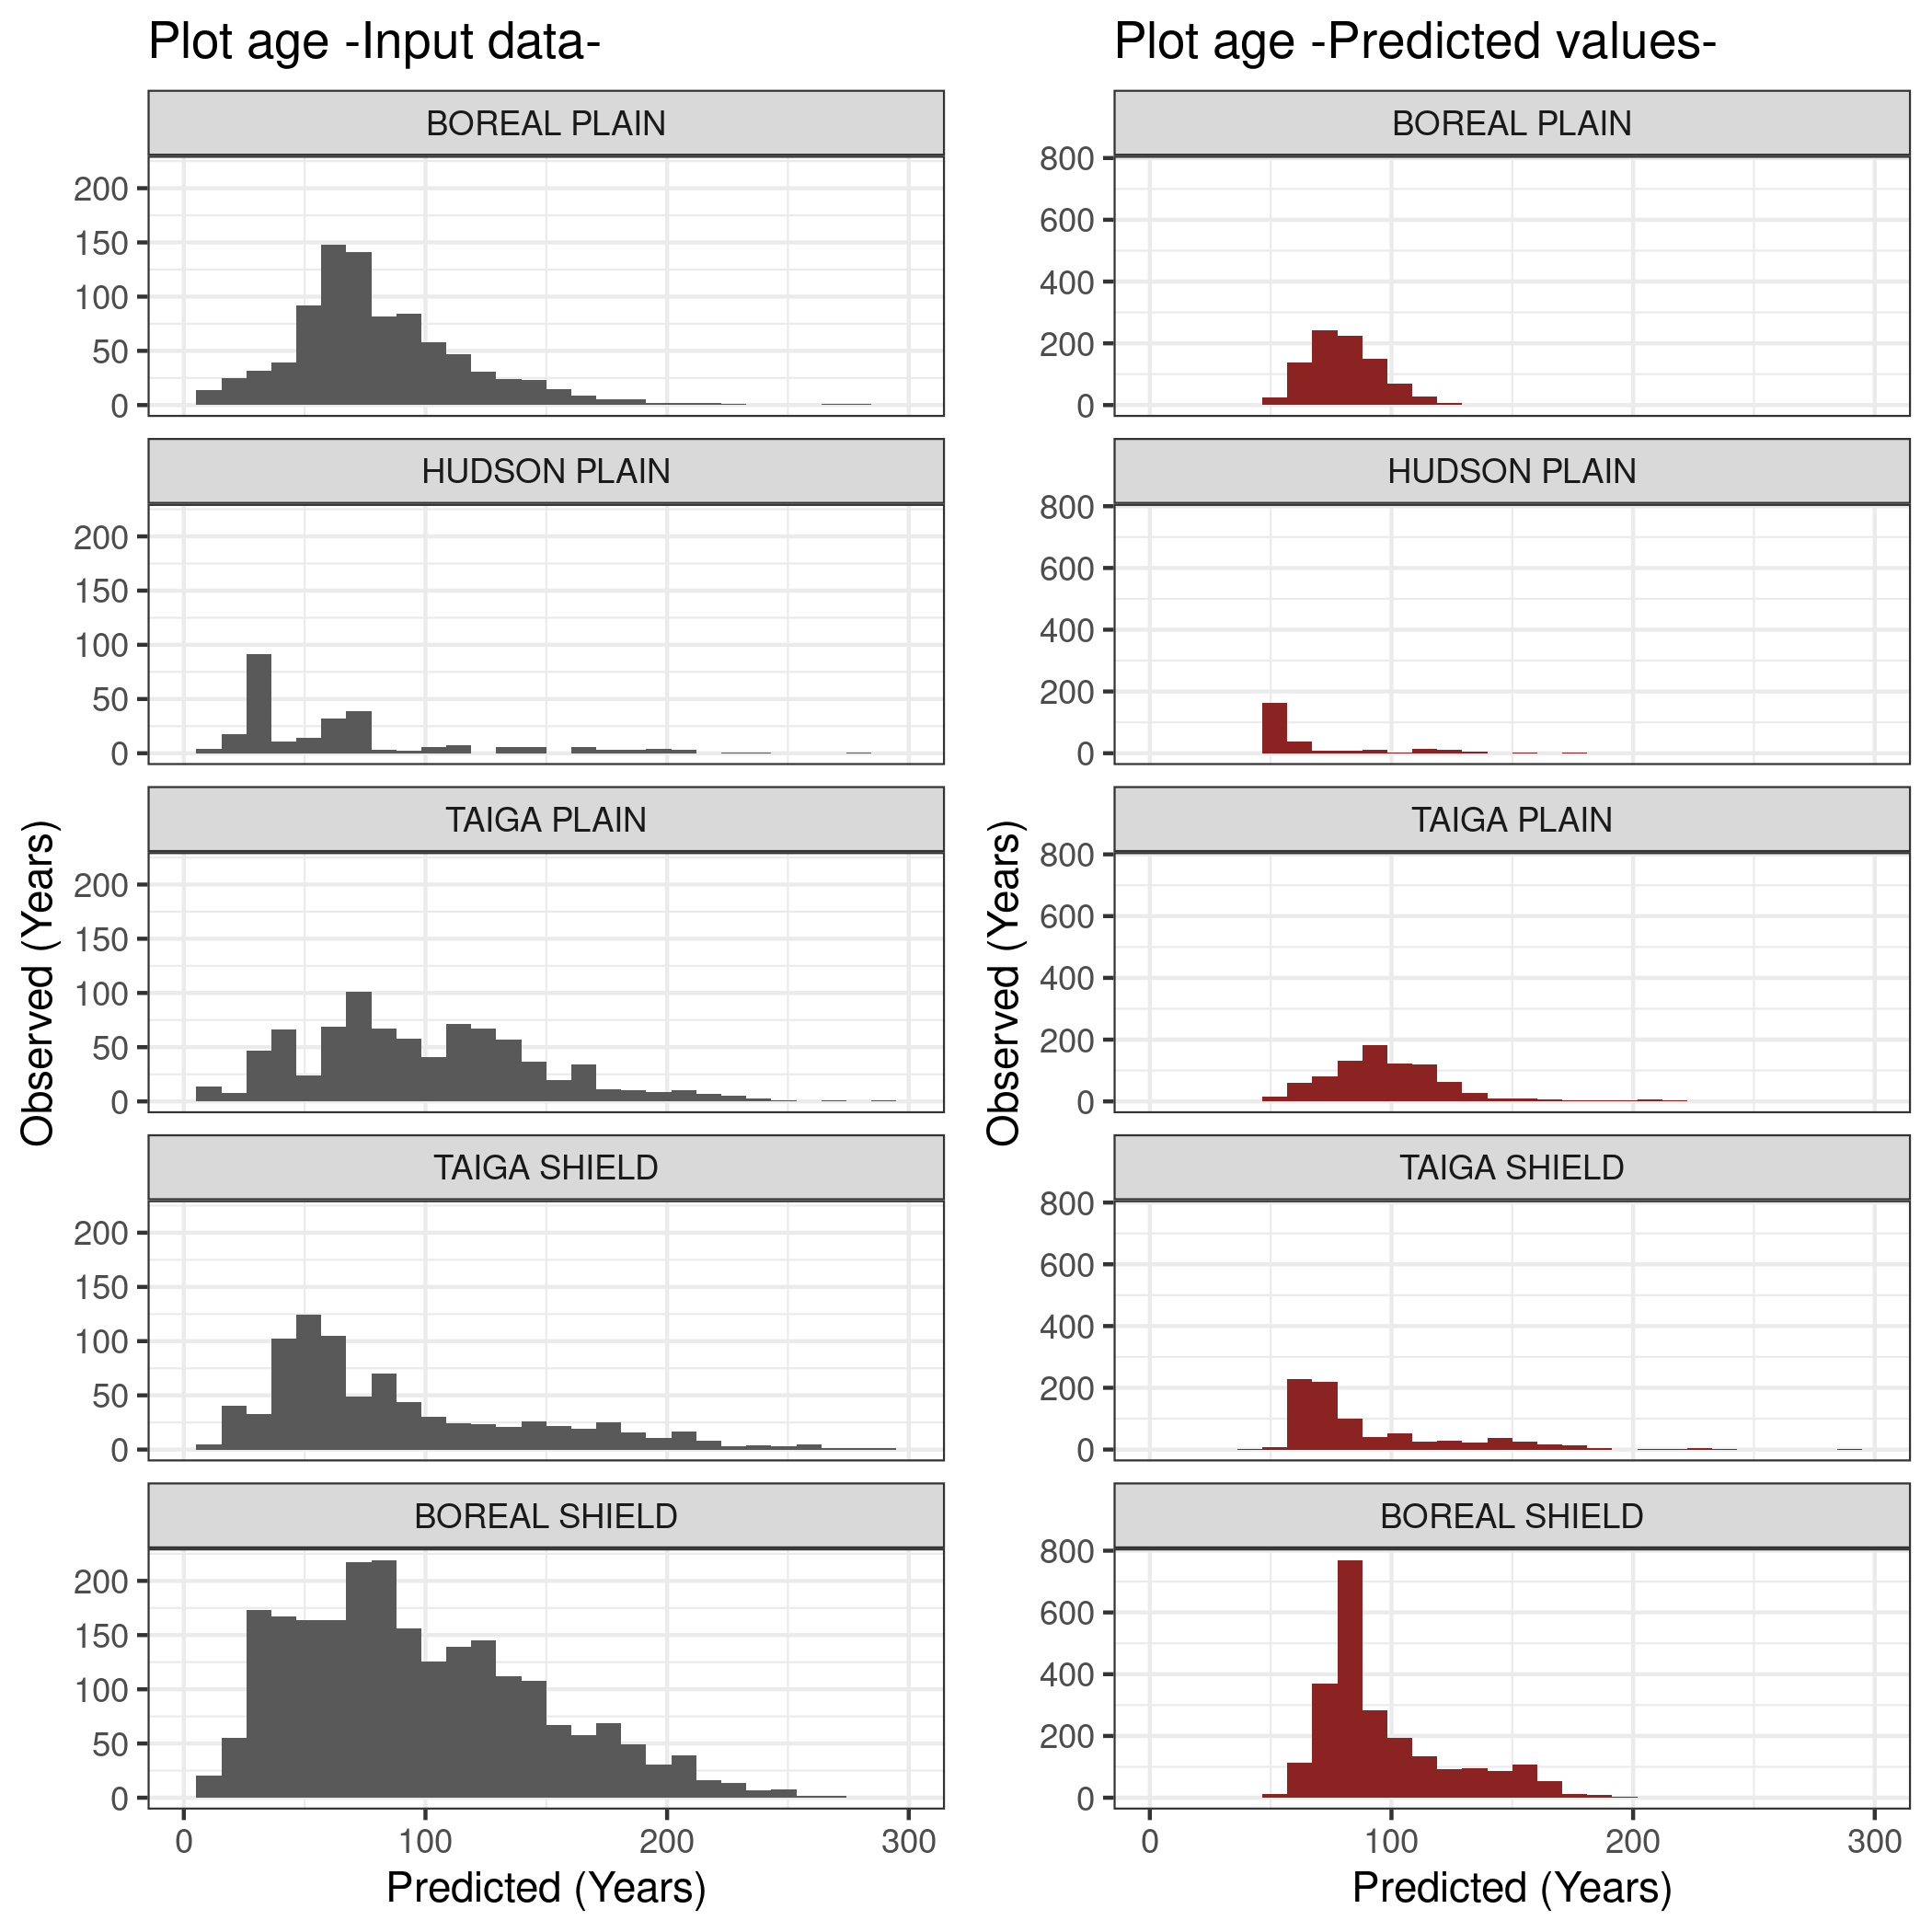 Plot age -Input data-
BOREAL PLAIN
200
150
100
50
0
HUDSON PLAIN
200
150
100
50
0
TAIGA PLAIN
200
150
100
50
0
TAIGA SHIELD
200
150
100
50
0
BOREAL SHIELD
200
150
100
50
0
0 100 200 300
Predicted (Years)
Observed (Years)
Plot age -Predicted values-
BOREAL PLAIN
800
600
400
200
0
HUDSON PLAIN
800
600
400
200
0
TAIGA PLAIN
800
600
400
200
0
TAIGA SHIELD
800
600
400
200
0
BOREAL SHIELD
800
600
400
200
0
0 100 200 300
Predicted (Years)
Observed (Years)